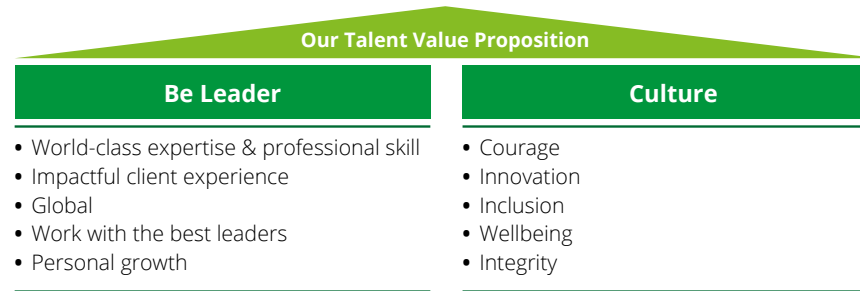 Our Talent Value Proposition
Be Leader
• World-class expertise & professional skill
• Impactful client experience
• Global
• Work with the best leaders
• Personal growth
Culture
• Courage
• Innovation
• Inclusion
• Wellbeing
• Integrity